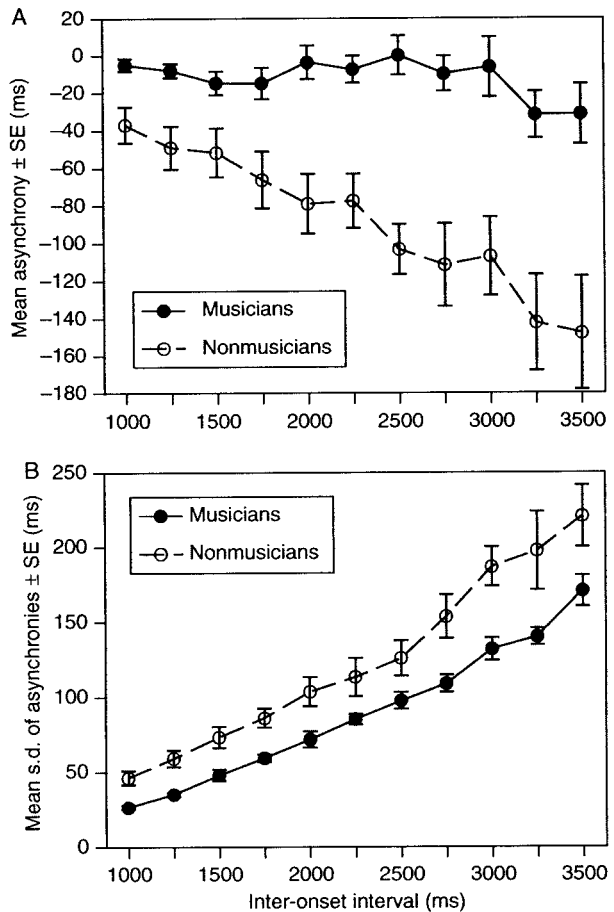 A
Mean asynchrony ± SE (ms)
20
0
−20
−40
−60
−80
−100
−120
−140
−160
−180
Musicians
Nonmusicians
1000 1500 2000 2500 3000 3500
B
Mean s.d. of asynchronies ± SE (ms)
250
200
150
100
50
0
Musicians
Nonmusicians
1000 1500 2000 2500 3000 3500
Inter-onset interval (ms)